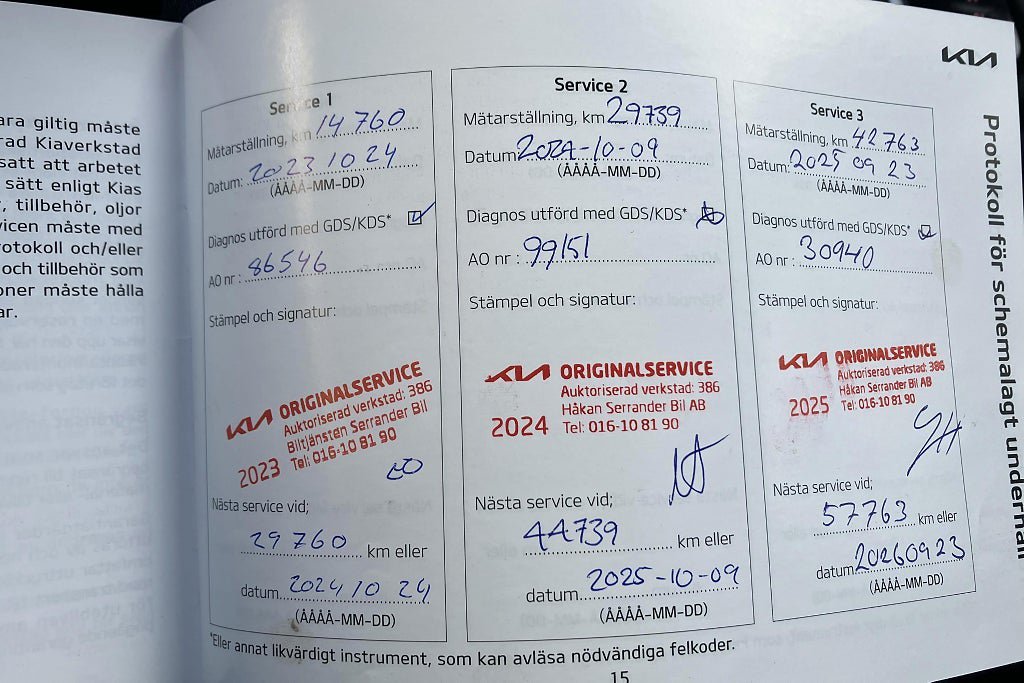 ara giltig måste
rad Kiaverkstad
satt att arbetet
sätt enligt Kias
, tillbehör, oljor
vicen måste med
rotokoll och/eller
och tillbehör som
oner måste hålla
ar.
KIA
Protokoll för schemalagt underhåll
Service 1
Mätarställning, km 14 760
Datum: 2023 10 24
(ÅÅÅÅ-MM-DD)
Diagnos utförd med GDS/KDS*
AO nr : 86546
Stämpel och signatur:
KIA ORIGINALSERVICE
Auktoriserad verkstad: 386
Biltjänsten Serrander Bil
2023 Tel: 016-10 81 90
Nästa service vid;
29 760 km eller
datum 2024 10 24
(ÅÅÅÅ-MM-DD)
Service 2
Mätarställning, km 29739
Datum: 2024-10-09
(ÅÅÅÅ-MM-DD)
Diagnos utförd med GDS/KDS*
AO nr : 99151
Stämpel och signatur:
KIA ORIGINALSERVICE
Auktoriserad verkstad: 386
Håkan Serrander Bil AB
2024 Tel: 016-10 81 90
Nästa service vid;
44739 km eller
datum 2025-10-09
(ÅÅÅÅ-MM-DD)
Service 3
Mätarställning, km 42763
Datum: 2025 09 23
(ÅÅÅÅ-MM-DD)
Diagnos utförd med GDS/KDS*
AO nr : 30940
Stämpel och signatur:
KIA ORIGINALSERVICE
Auktoriserad verkstad: 386
Håkan Serrander Bil AB
2025 Tel: 016-10 81 90
Nästa service vid;
57763 km eller
datum 20260923
(ÅÅÅÅ-MM-DD)
*Eller annat likvärdigt instrument, som kan avläsa nödvändiga felkoder.
15